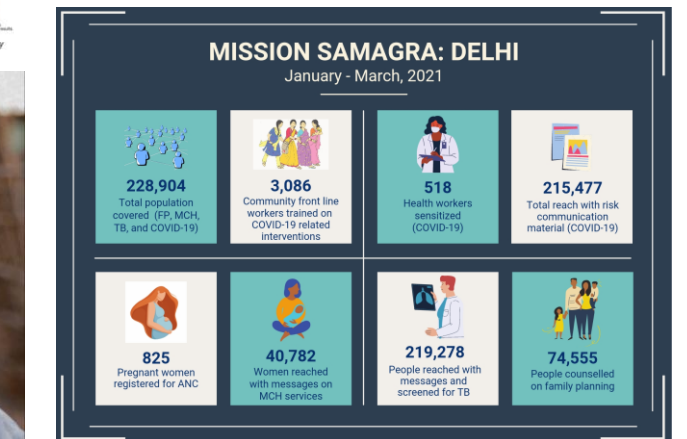 MISSION SAMAGRA: DELHI
January - March, 2021
228,904
Total population
covered (FP, MCH,
TB, and COVID-19)
3,086
Community front line
workers trained on
COVID-19 related
interventions
518
Health workers
sensitized
(COVID-19)
215,477
Total reach with risk
communication
material (COVID-19)
825
Pregnant women
registered for ANC
40,782
Women reached
with messages on
MCH services
219,278
People reached with
messages and
screened for TB
74,555
People counselled
on family planning